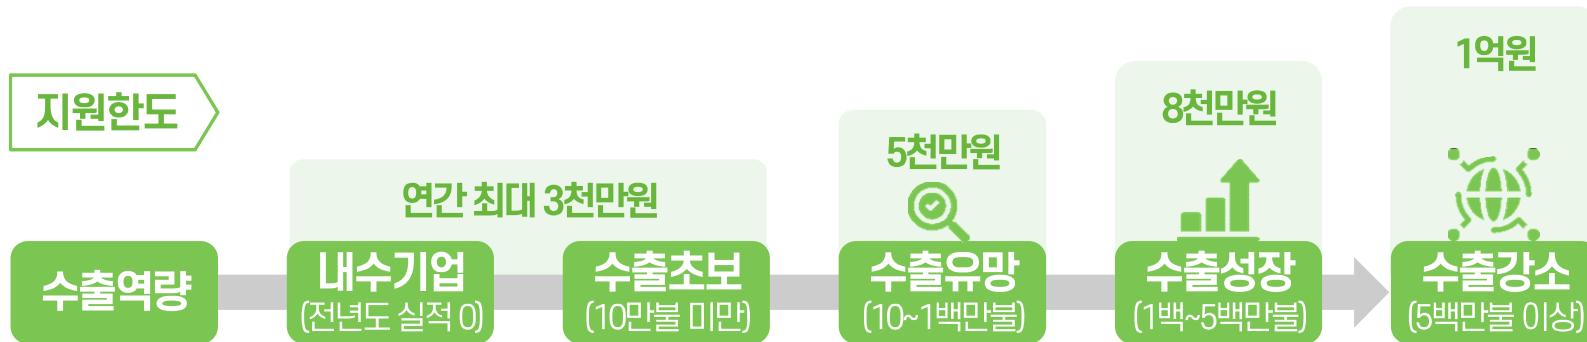 지원한도
연간 최대 3천만원
5천만원
8천만원
1억원
수출역량
내수기업
(전년도 실적 0)
수출초보
(10만불 미만)
수출유망
(10~1백만불)
수출성장
(1백~5백만불)
수출강소
(5백만불 이상)